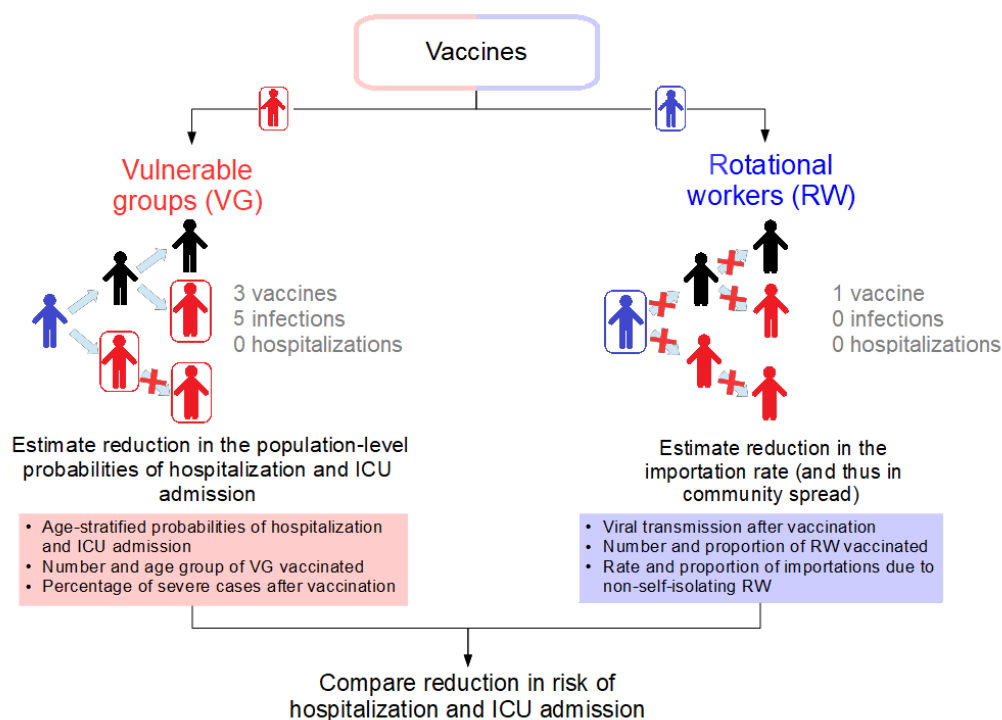 Vaccines
Vulnerable
groups (VG)
3 vaccines
5 infections
0 hospitalizations
Estimate reduction in the population-level
probabilities of hospitalization and ICU
admission
• Age-stratified probabilities of hospitalization
and ICU admission
• Number and age group of VG vaccinated
• Percentage of severe cases after vaccination
Rotational
workers (RW)
1 vaccine
0 infections
0 hospitalizations
Estimate reduction in the
importation rate (and thus in
community spread)
• Viral transmission after vaccination
• Number and proportion of RW vaccinated
• Rate and proportion of importations due to
non-self-isolating RW
Compare reduction in risk of
hospitalization and ICU admission